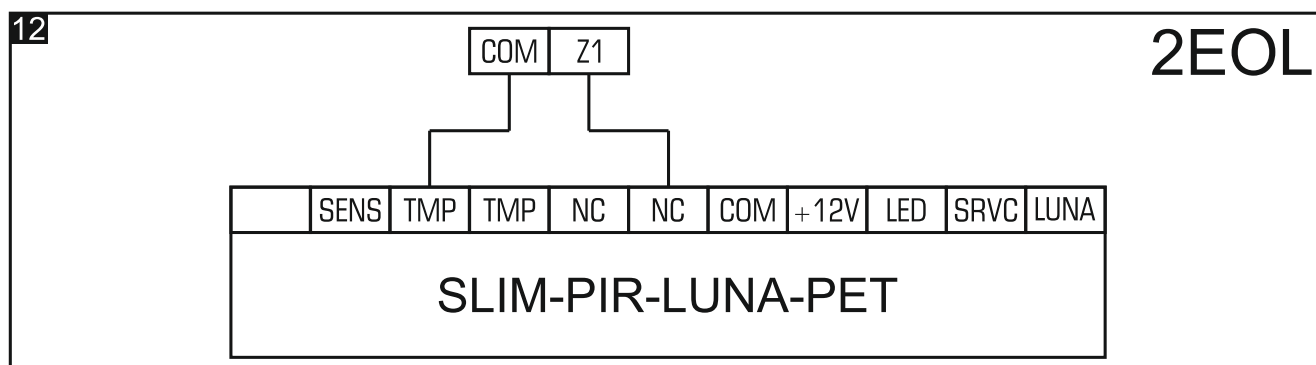 12
2EOL
COM Z1
SENS TMP TMP NC NC COM +12V LED SRVC LUNA
SLIM-PIR-LUNA-PET